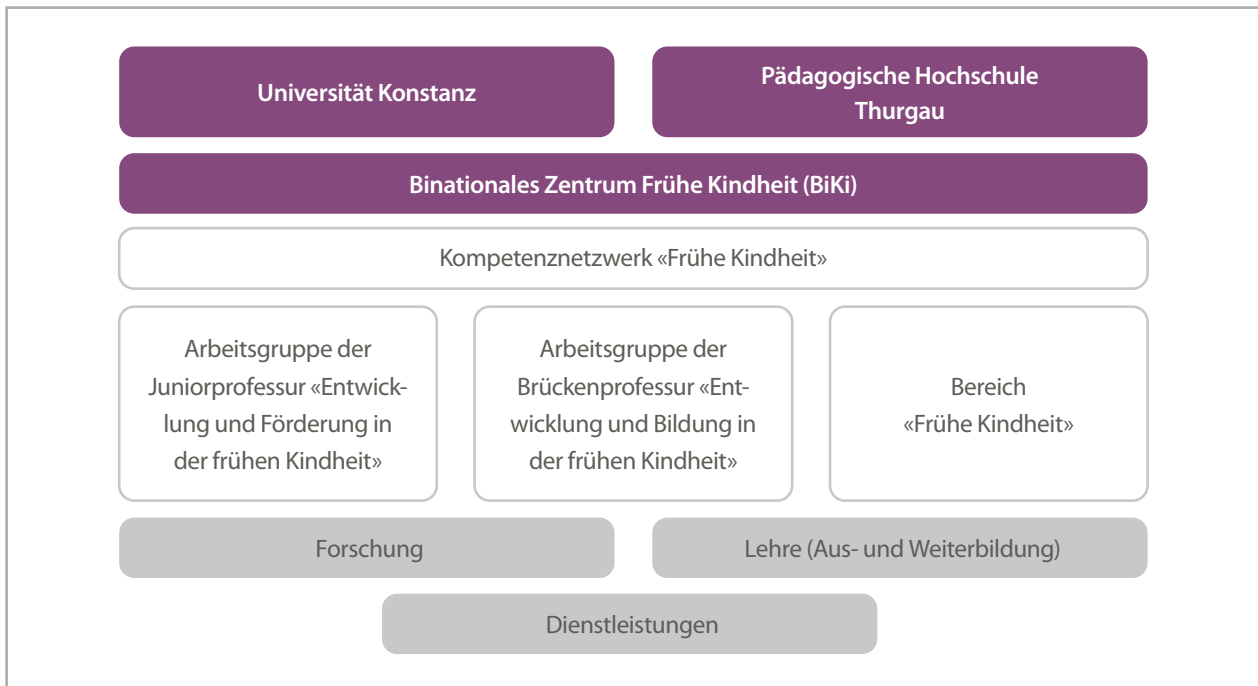 Universität Konstanz
Pädagogische Hochschule
Thurgau
Binationales Zentrum Frühe Kindheit (BiKi)
Kompetenznetzwerk «Frühe Kindheit»
Arbeitsgruppe der
Juniorprofessur «Entwick-
lung und Förderung in
der frühen Kindheit»
Arbeitsgruppe der
Brückenprofessur «Ent-
wicklung und Bildung in
der frühen Kindheit»
Bereich
«Frühe Kindheit»
Forschung
Lehre (Aus- und Weiterbildung)
Dienstleistungen